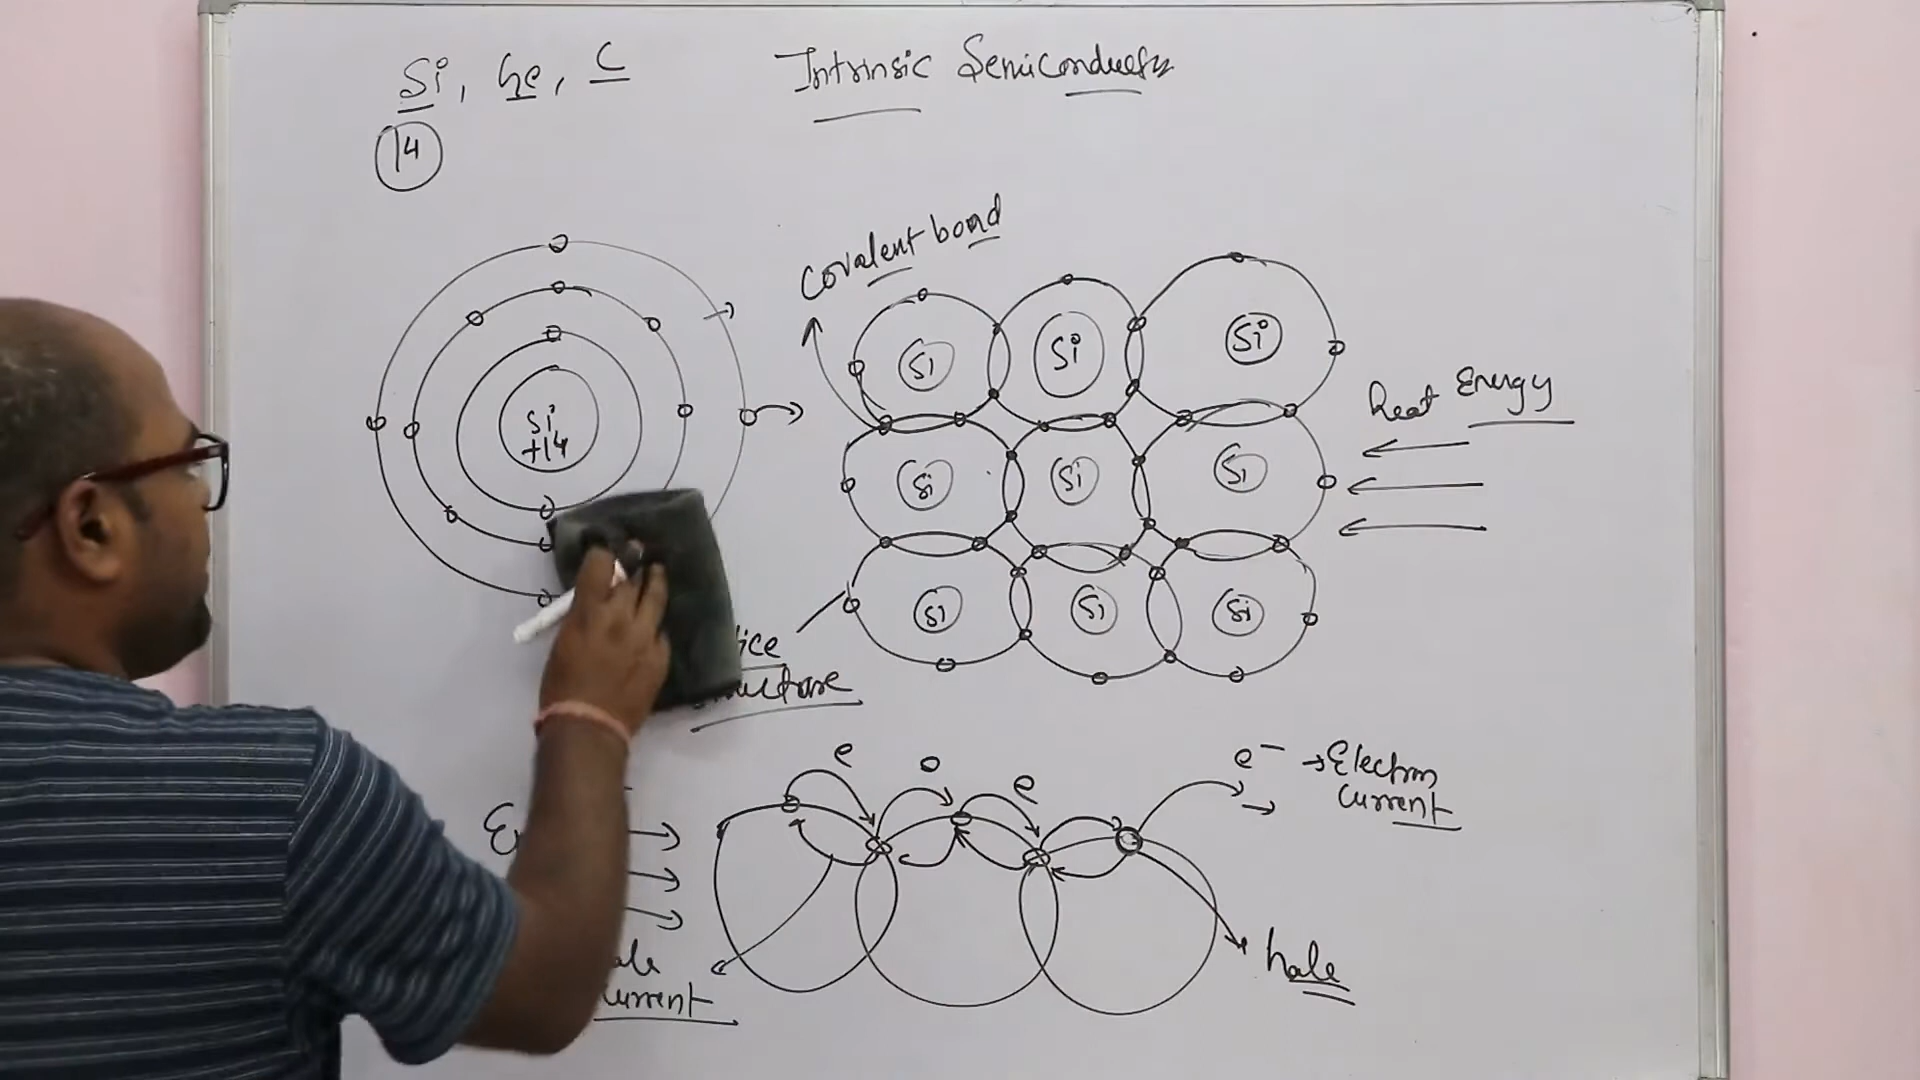 Si, Ge, C
14
Intrinsic Semiconductor
Covalent bond
Si
+14
Si Si Si
Si Si Si
Si Si Si
heat Energy
e o e
e⁻ → Electron
Current
hole
Current